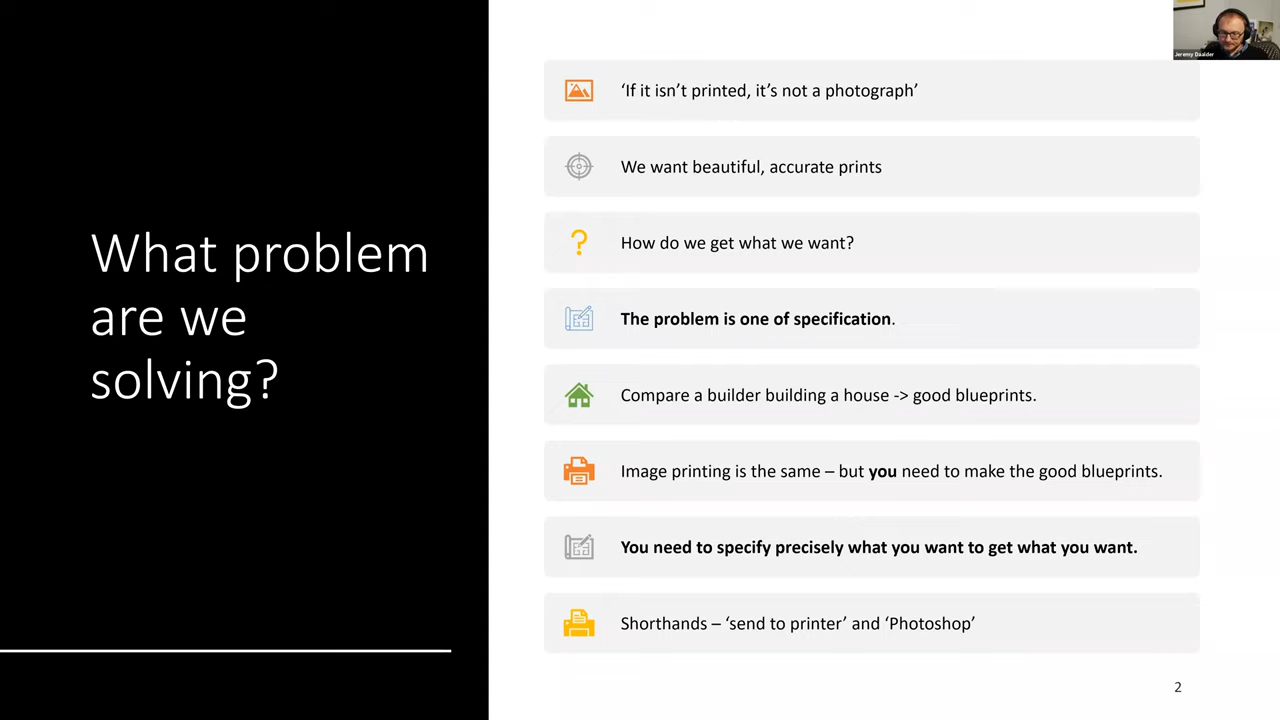 What problem
are we
solving?
‘If it isn’t printed, it’s not a photograph’
We want beautiful, accurate prints
How do we get what we want?
The problem is one of specification.
Compare a builder building a house -> good blueprints.
Image printing is the same – but you need to make the good blueprints.
You need to specify precisely what you want to get what you want.
Shorthands – ‘send to printer’ and ‘Photoshop’
2
Jeremy Daalder